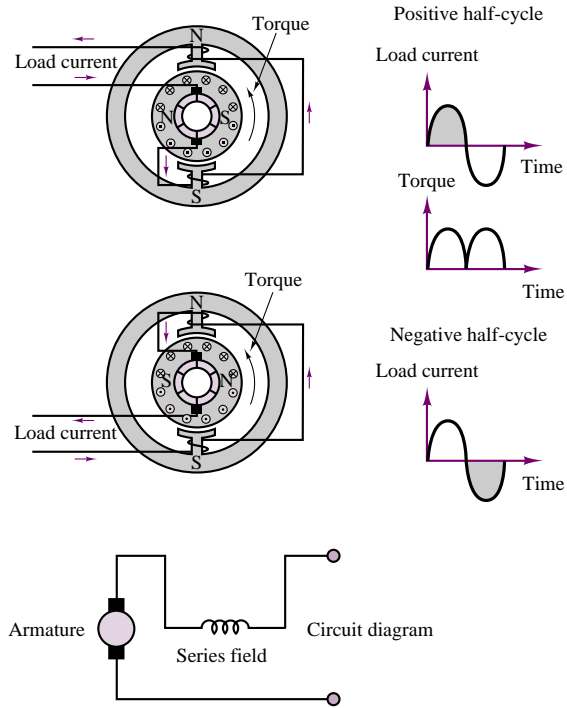 Positive half-cycle
N
Torque
Load current
Load current
N
S
Time
S
Torque
Time
Torque
N
Negative half-cycle
Load current
S
N
Load current
S
Time
Armature
Series field
Circuit diagram